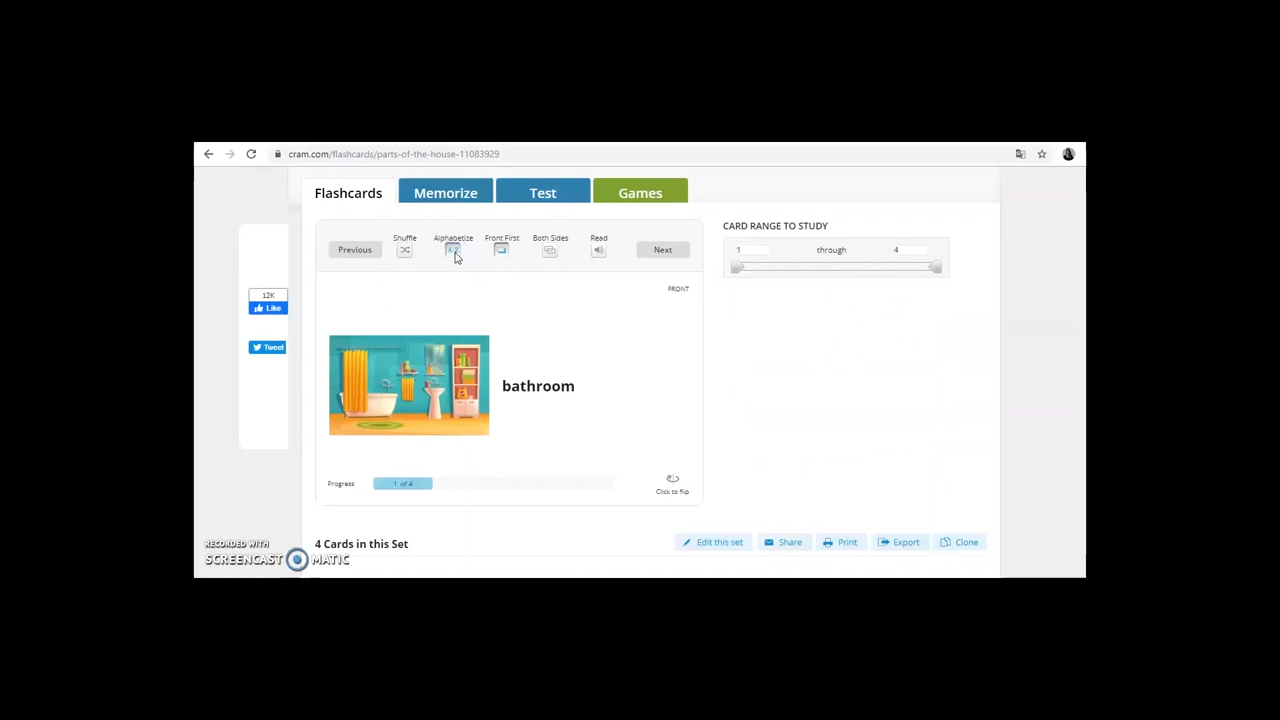 cram.com/flashcards/parts-of-the-house-11083929
Flashcards Memorize Test Games
Previous Shuffle Alphabetize A-Z Front First Both Sides Read Next
CARD RANGE TO STUDY
1 through 4
FRONT
12K
Like
Tweet
bathroom
Progress 1 of 4
Click to flip
4 Cards in this Set
Edit this set Share Print Export Clone
RECORDED WITH
SCREENCAST MATIC